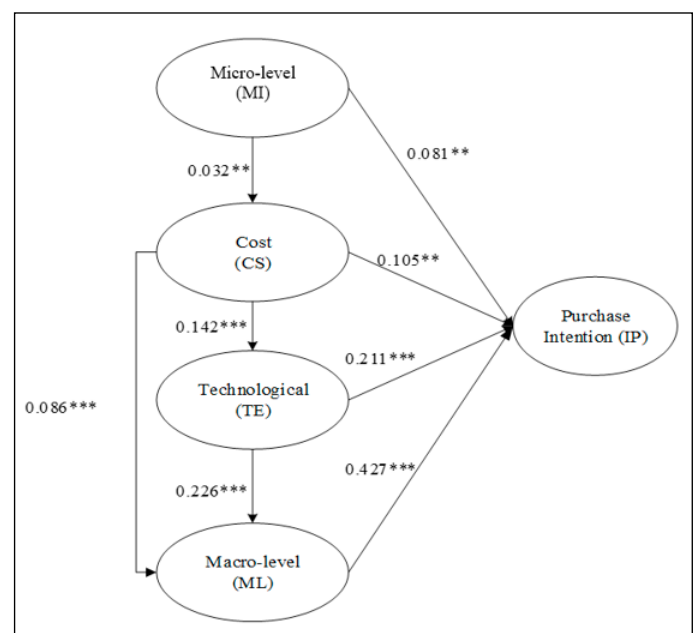 Micro-level
(MI)
0.081**
0.032**
Cost
(CS)
0.105**
Purchase
Intention (IP)
0.142***
0.211***
Technological
(TE)
0.086***
0.427***
0.226***
Macro-level
(ML)